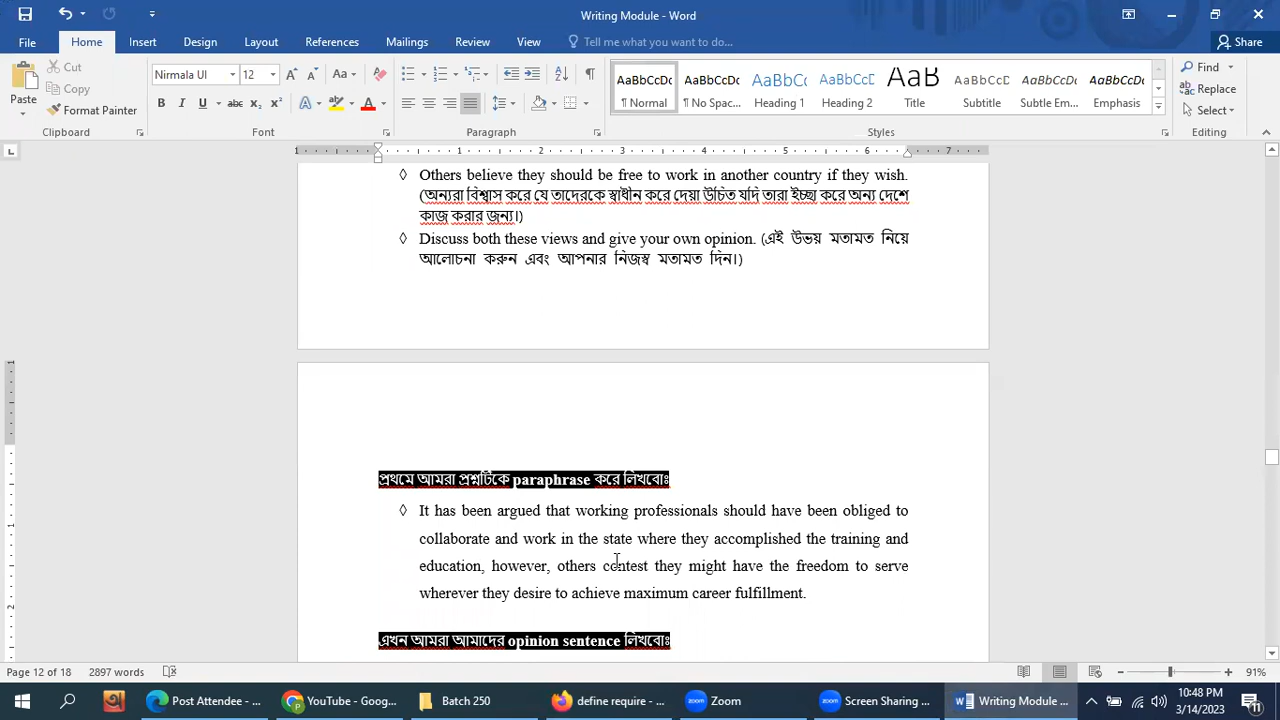 Writing Module - Word
File Home Insert Design Layout References Mailings Review View Tell me what you want to do... Share
Paste
Cut
Copy
Format Painter
Clipboard
Nirmala UI 12
Font
Paragraph
AaBbCcDc AaBbCcDc AaBbCc AaBbCcD AaB AaBbCcD AaBbCcDc AaBbCcDc
¶ Normal ¶ No Spac... Heading Heading 2 Title Subtitle Subtle Em... Emphasis
Styles
Find
Replace
Select
Editing
Others believe they should be free to work in another country if they wish.
(অন্যরা বিশ্বাস করে যে তাদেরকে স্বাধীন করে দেয়া উচিত যদি তারা ইচ্ছা করে অন্য দেশে
কাজ করার জন্য।)
Discuss both these views and give your own opinion. (এই উভয় মতামত নিয়ে
আলোচনা করুন এবং আপনার নিজস্ব মতামত দিন।)
প্রথমে আমরা প্রশ্নটিকে paraphrase করে লিখবোঃ
It has been argued that working professionals should have been obliged to
collaborate and work in the state where they accomplished the training and
education, however, others contest they might have the freedom to serve
wherever they desire to achieve maximum career fulfillment.
এখন আমরা আমাদের opinion sentence লিখবোঃ
Page 12 of 18 2897 words 91%
Post Attendee - ... YouTube - Goog... Batch 250 define require - ... Zoom Screen Sharing ... Writing Module - ... 10:48 PM
3/14/2023 11